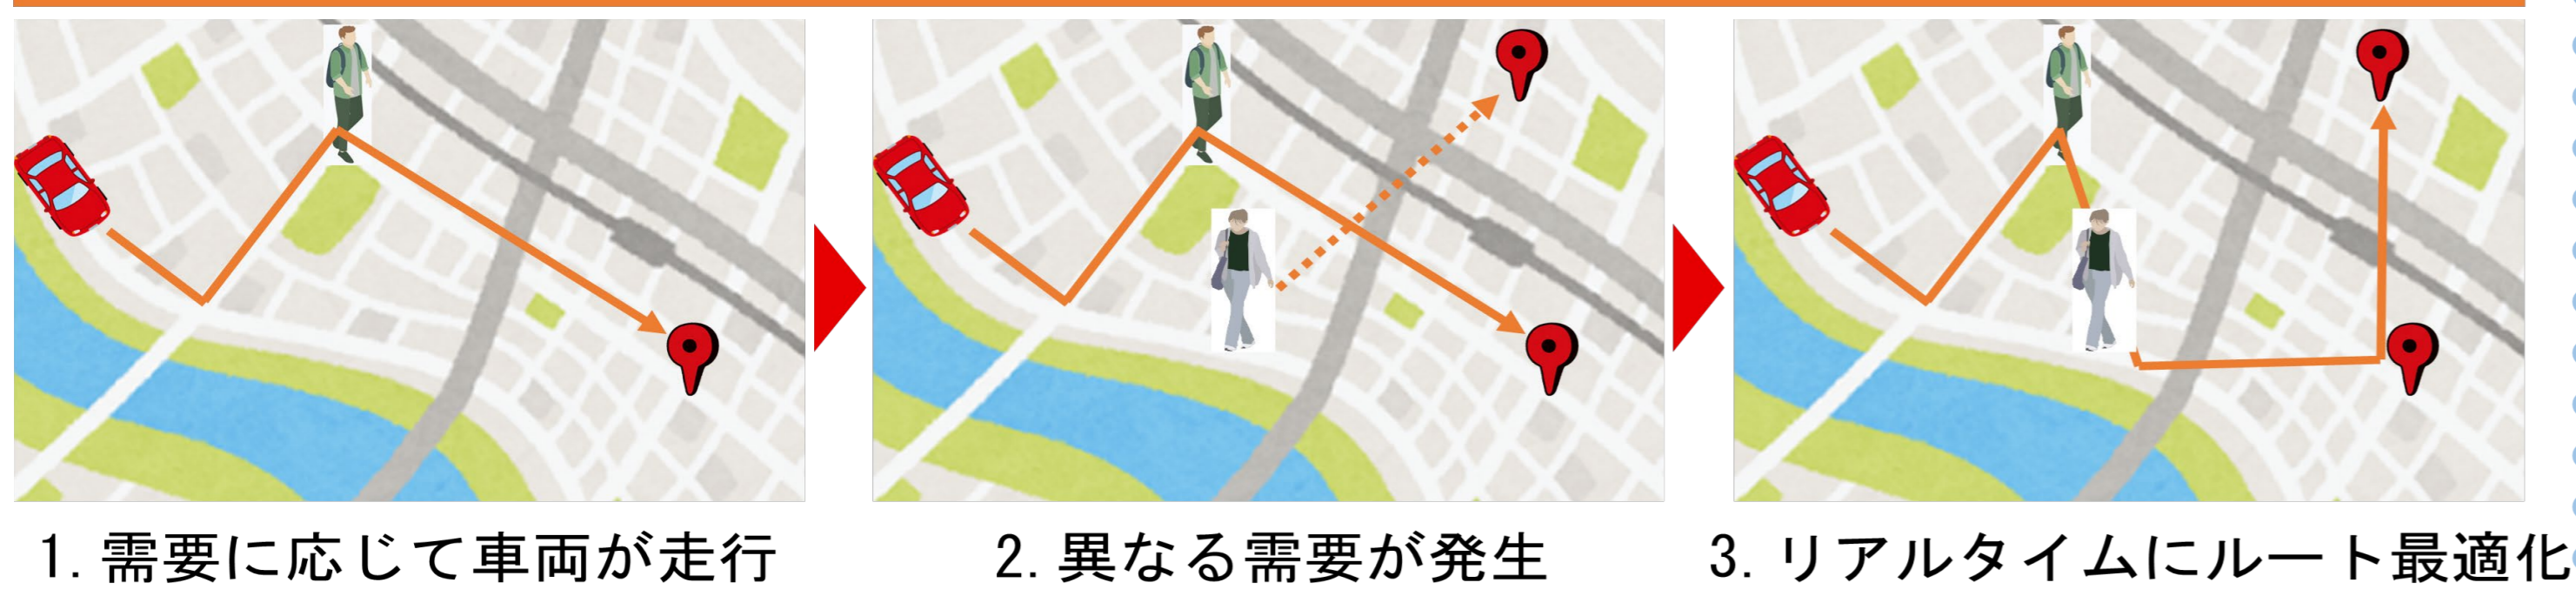 1. 需要に応じて車両が走行
2. 異なる需要が発生
3. リアルタイムにルート最適化